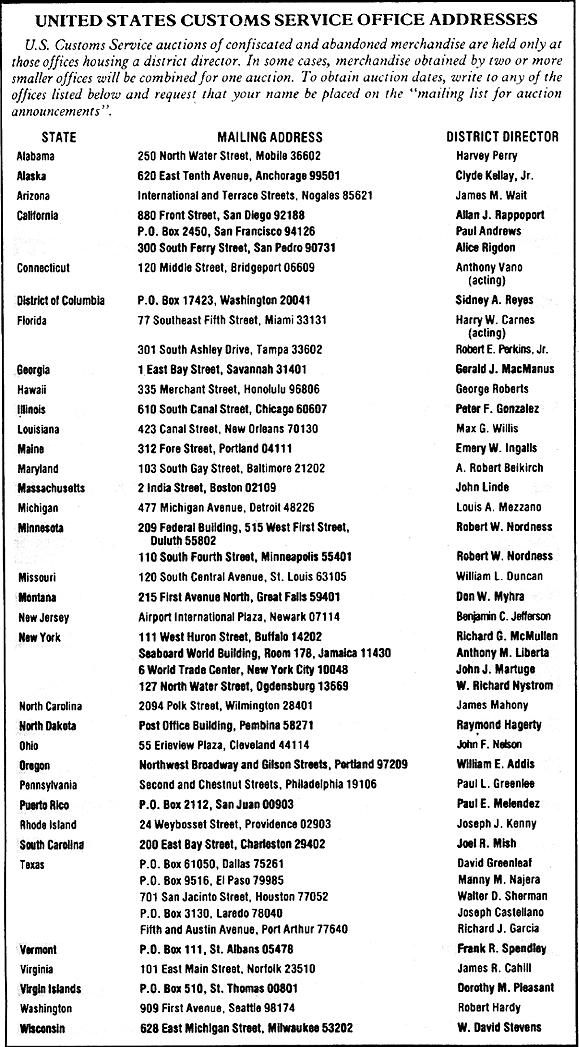 UNITED STATES CUSTOMS SERVICE OFFICE ADDRESSES
U.S. Customs Service auctions of confiscated and abandoned merchandise are held only at
those offices housing a district director. In some cases, merchandise obtained by two or more
smaller offices will be combined for one auction. To obtain auction dates, write to any of the
offices listed below and request that your name be placed on the "mailing list for auction
announcements".
STATE MAILING ADDRESS DISTRICT DIRECTOR
Alabama 250 North Water Street, Mobile 36602 Harvey Perry
Alaska 620 East Tenth Avenue, Anchorage 99501 Clyde Kellay, Jr.
Arizona International and Terrace Streets, Nogales 85621 James M. Wait
California 880 Front Street, San Diego 92188 Allan J. Rappoport
P.O. Box 2450, San Francisco 94126 Paul Andrews
300 South Ferry Street, San Pedro 90731 Alice Rigdon
Connecticut 120 Middle Street, Bridgeport 06609 Anthony Vano
(acting)
District of Columbia P.O. Box 17423, Washington 20041 Sidney A. Reyes
Florida 77 Southeast Fifth Street, Miami 33131 Harry W. Carnes
(acting)
301 South Ashley Drive, Tampa 33602 Robert E. Perkins, Jr.
Georgia 1 East Bay Street, Savannah 31401 Gerald J. MacManus
Hawaii 335 Merchant Street, Honolulu 96806 George Roberts
Illinois 610 South Canal Street, Chicago 60607 Peter F. Gonzalez
Louisiana 423 Canal Street, New Orleans 70130 Max G. Willis
Maine 312 Fore Street, Portland 04111 Emery W. Ingalls
Maryland 103 South Gay Street, Baltimore 21202 A. Robert Beikirch
Massachusetts 2 India Street, Boston 02109 John Linde
Michigan 477 Michigan Avenue, Detroit 48226 Louis A. Mezzano
Minnesota 209 Federal Building, 515 West First Street, Robert W. Nordness
Duluth 55802
110 South Fourth Street, Minneapolis 55401 Robert W. Nordness
Missouri 120 South Central Avenue, St. Louis 63105 William L. Duncan
Montana 215 First Avenue North, Great Falls 59401 Don W. Myhra
New Jersey Airport International Plaza, Newark 07114 Benjamin C. Jefferson
New York 111 West Huron Street, Buffalo 14202 Richard G. McMullen
Seaboard World Building, Room 178, Jamaica 11430 Anthony M. Liberta
6 World Trade Center, New York City 10048 John J. Martuge
127 North Water Street, Ogdensburg 13669 W. Richard Nystrom
North Carolina 2094 Polk Street, Wilmington 28401 James Mahony
North Dakota Post Office Building, Pembina 58271 Raymond Hagerty
Ohio 55 Erieview Plaza, Cleveland 44114 John F. Nelson
Oregon Northwest Broadway and Gilson Streets, Portland 97209 William E. Addis
Pennsylvania Second and Chestnut Streets, Philadelphia 19106 Paul L. Greenlee
Puerto Rico P.O. Box 2112, San Juan 00903 Paul E. Melendez
Rhode Island 24 Weybosset Street, Providence 02903 Joseph J. Kenny
South Carolina 200 East Bay Street, Charleston 29402 Joel R. Mish
Texas P.O. Box 61050, Dallas 75261 David Greenleaf
P.O. Box 9516, El Paso 79985 Manny M. Najera
701 San Jacinto Street, Houston 77052 Walter D. Sherman
P.O. Box 3130, Laredo 78040 Joseph Castellano
Fifth and Austin Avenue, Port Arthur 77640 Richard J. Garcia
Vermont P.O. Box 111, St. Albans 05478 Frank R. Spendley
Virginia 101 East Main Street, Norfolk 23510 James R. Cahill
Virgin Islands P.O. Box 510, St. Thomas 00801 Dorothy M. Pleasant
Washington 909 First Avenue, Seattle 98174 Robert Hardy
Wisconsin 628 East Michigan Street, Milwaukee 53202 W. David Stevens